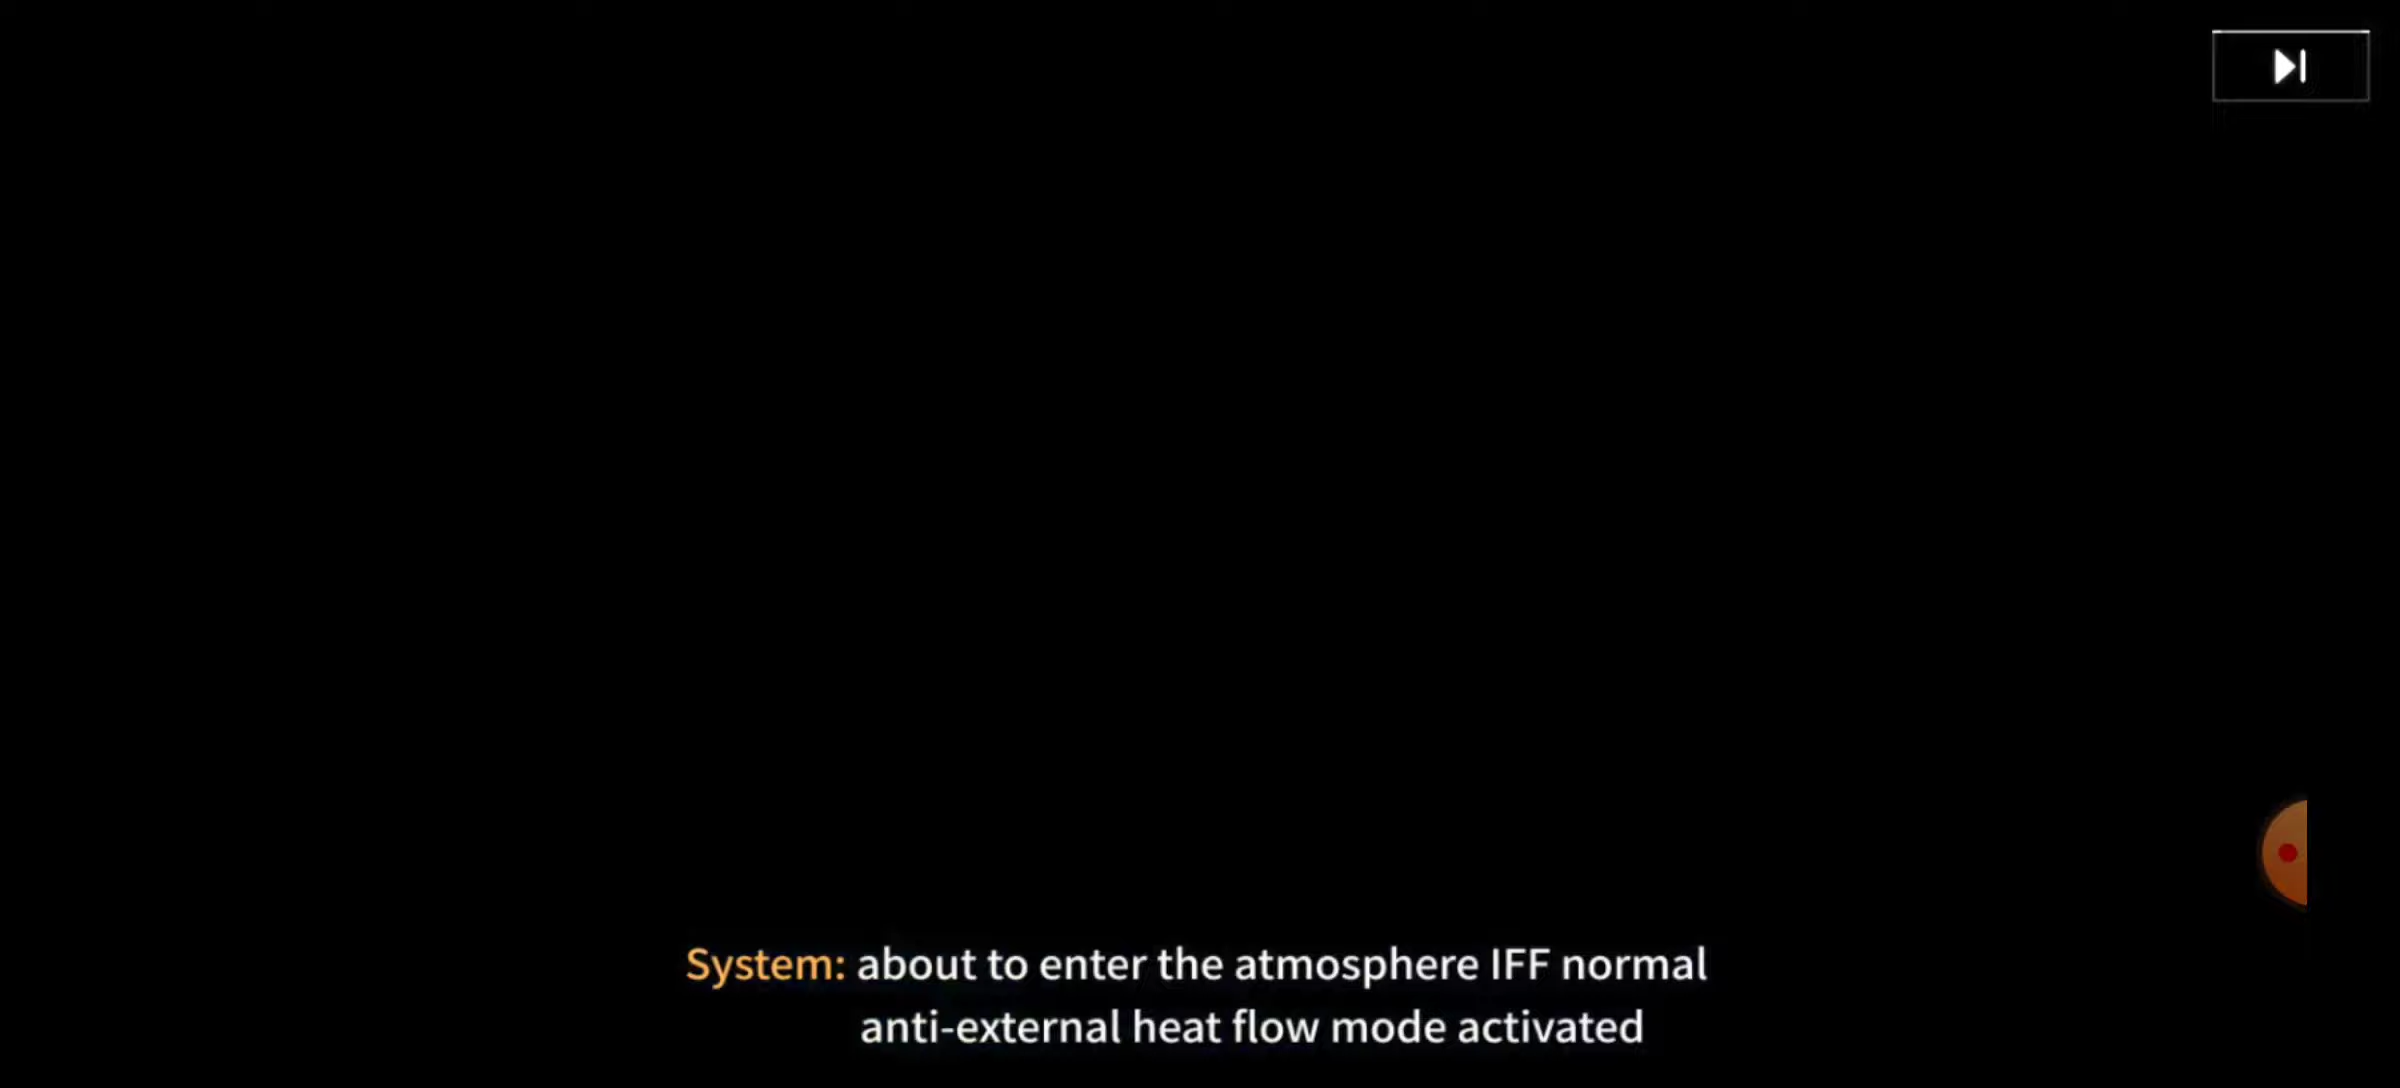 System: about to enter the atmosphere IFF normal
anti-external heat flow mode activated